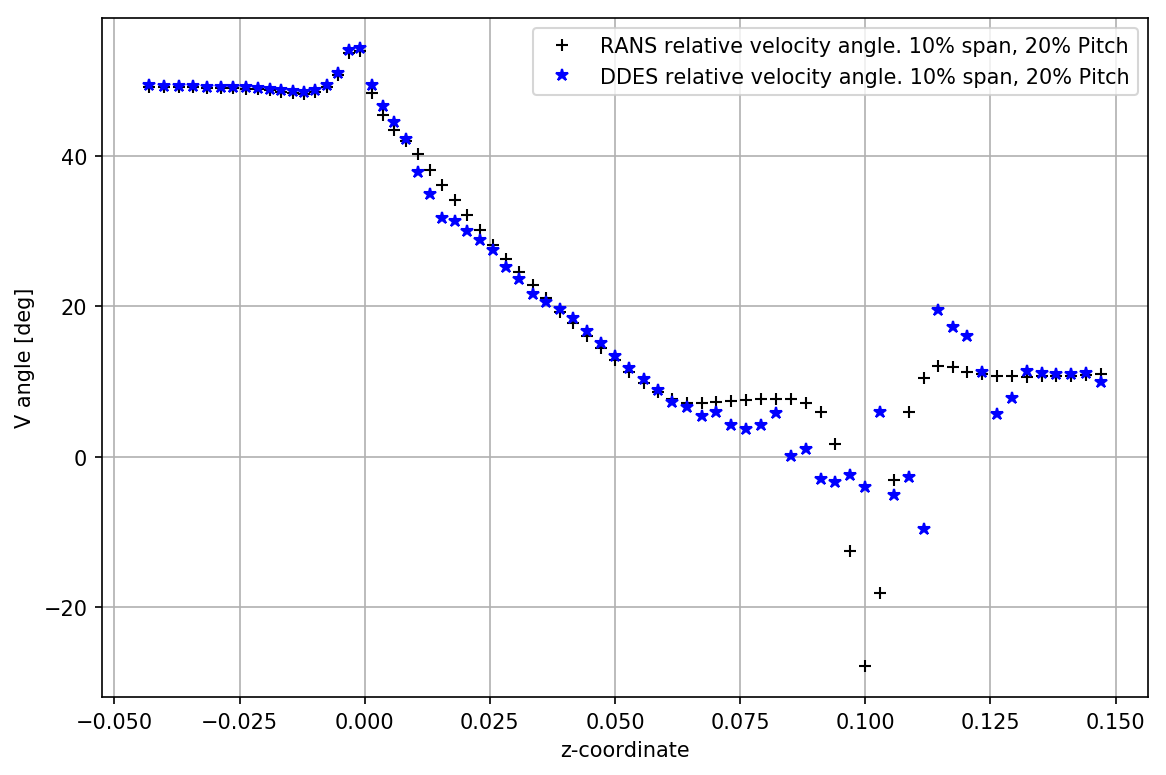 RANS relative velocity angle. 10% span, 20% Pitch
DDES relative velocity angle. 10% span, 20% Pitch
V angle [deg]
40
20
0
−20
−0.050 −0.025 0.000 0.025 0.050 0.075 0.100 0.125 0.150
z-coordinate